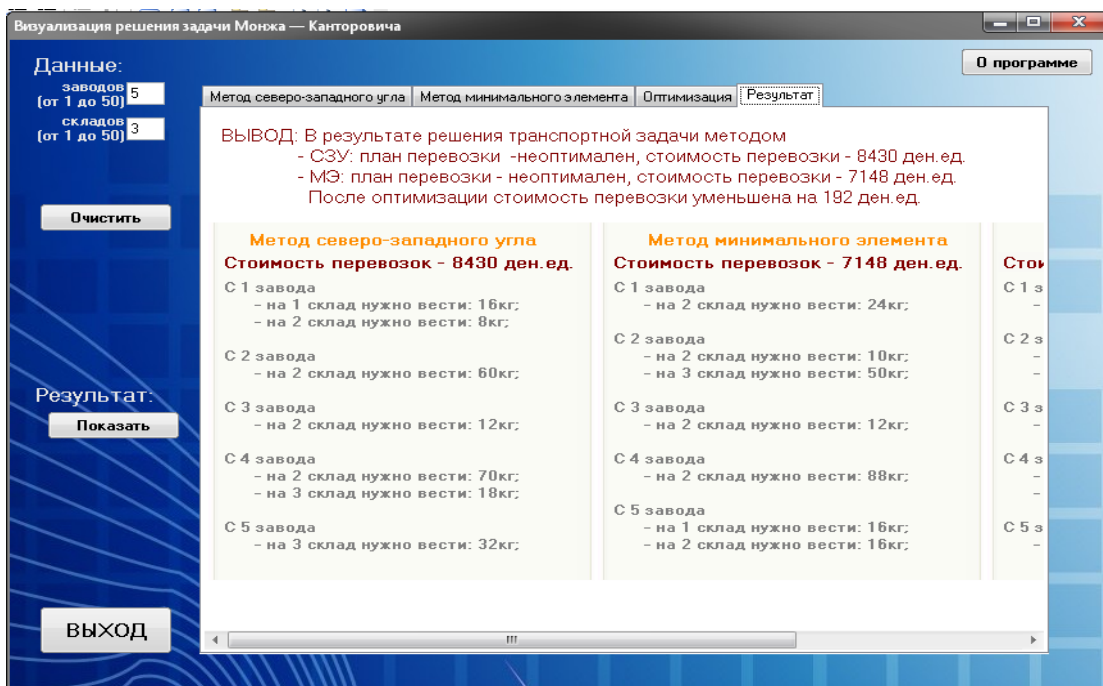 Визуализация решения задачи Монжа — Канторовича
О программе
Данные:
заводов
(от 1 до 50)
5
складов
(от 1 до 50)
3
Очистить
Результат:
Показать
ВЫХОД
Метод северо-западного угла
Метод минимального элемента
Оптимизация
Результат
ВЫВОД: В результате решения транспортной задачи методом
- СЗУ: план перевозки -неоптимален, стоимость перевозки - 8430 ден.ед.
- МЭ: план перевозки - неоптимален, стоимость перевозки - 7148 ден.ед.
После оптимизации стоимость перевозки уменьшена на 192 ден.ед.
Метод северо-западного угла
Стоимость перевозок - 8430 ден.ед.
С 1 завода
- на 1 склад нужно вести: 16кг;
- на 2 склад нужно вести: 8кг;
С 2 завода
- на 2 склад нужно вести: 60кг;
С 3 завода
- на 2 склад нужно вести: 12кг;
С 4 завода
- на 2 склад нужно вести: 70кг;
- на 3 склад нужно вести: 18кг;
С 5 завода
- на 3 склад нужно вести: 32кг;
Метод минимального элемента
Стоимость перевозок - 7148 ден.ед.
С 1 завода
- на 2 склад нужно вести: 24кг;
С 2 завода
- на 2 склад нужно вести: 10кг;
- на 3 склад нужно вести: 50кг;
С 3 завода
- на 2 склад нужно вести: 12кг;
С 4 завода
- на 2 склад нужно вести: 88кг;
С 5 завода
- на 1 склад нужно вести: 16кг;
- на 2 склад нужно вести: 16кг;
С 1 з
-
С 2 з
-
-
С 3 з
-
С 4 з
-
-
С 5 з
-